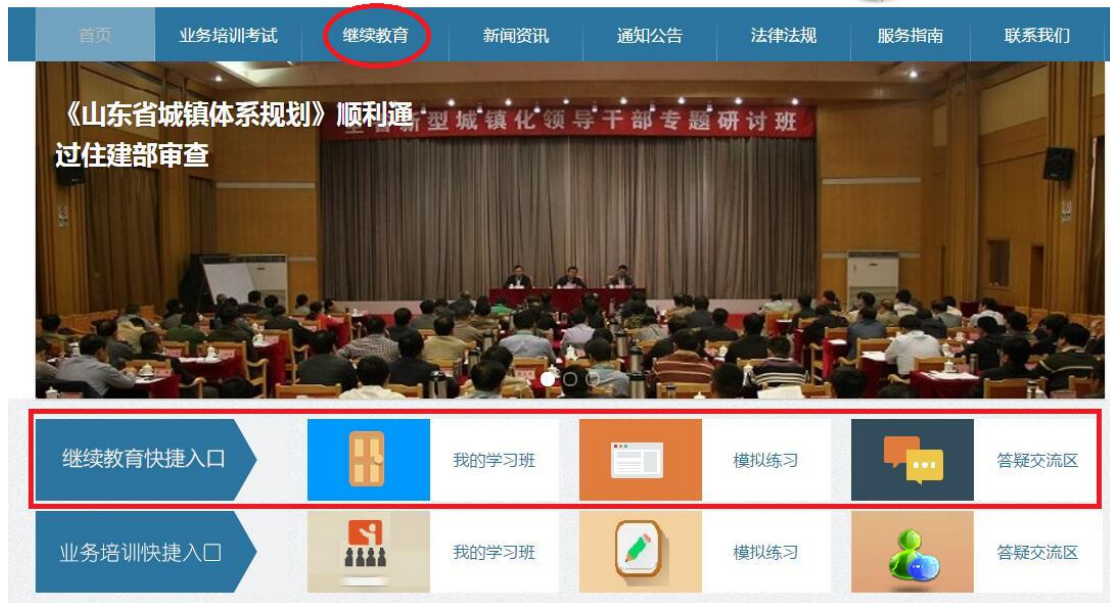 首页 业务培训考试 继续教育 新闻资讯 通知公告 法律法规 服务指南 联系我们
《山东省城镇体系规划》顺利通
过住建部审查
新型城镇化领导干部专题研讨班
继续教育快捷入口 我的学习班 模拟练习 答疑交流区
业务培训快捷入口 我的学习班 模拟练习 答疑交流区